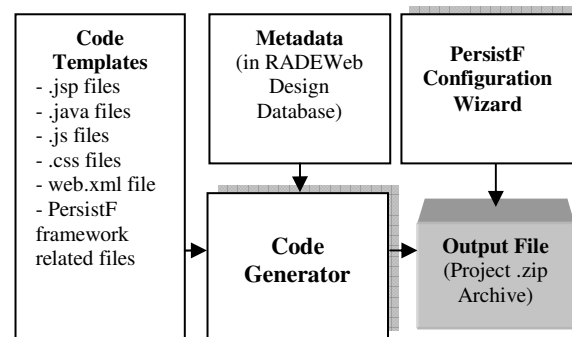 Code
Templates
- .jsp files
- .java files
- .js files
- .css files
- web.xml file
- PersistF
framework
related files
Metadata
(in RADEWeb
Design
Database)
PersistF
Configuration
Wizard
Code
Generator
Output File
(Project .zip
Archive)